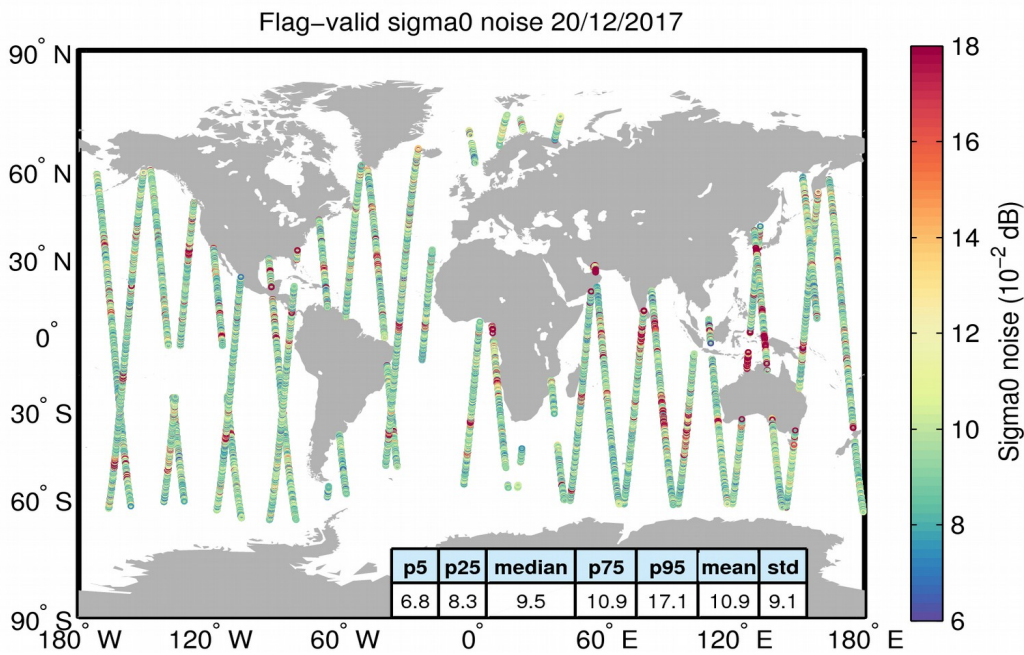 Flag−valid sigma0 noise 20/12/2017
90° N
60° N
30° N
0°
30° S
60° S
90° S
180° W
120° W
60° W
0°
60° E
120° E
180° E
p5 p25 median p75 p95 mean std
6.8 8.3 9.5 10.9 17.1 10.9 9.1
18
16
14
12
10
8
6
Sigma0 noise (10⁻² dB)